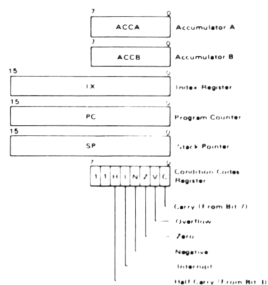 7 0
ACCA Accumulator A
7 0
ACCB Accumulator B
15 0
IX Index Register
15 0
PC Program Counter
15 0
SP Stack Pointer
7 0
1 1 H I N Z V C Condition Codes
Register
Carry (From Bit 7)
Overflow
Zero
Negative
Interrupt
Half Carry (From Bit 3)